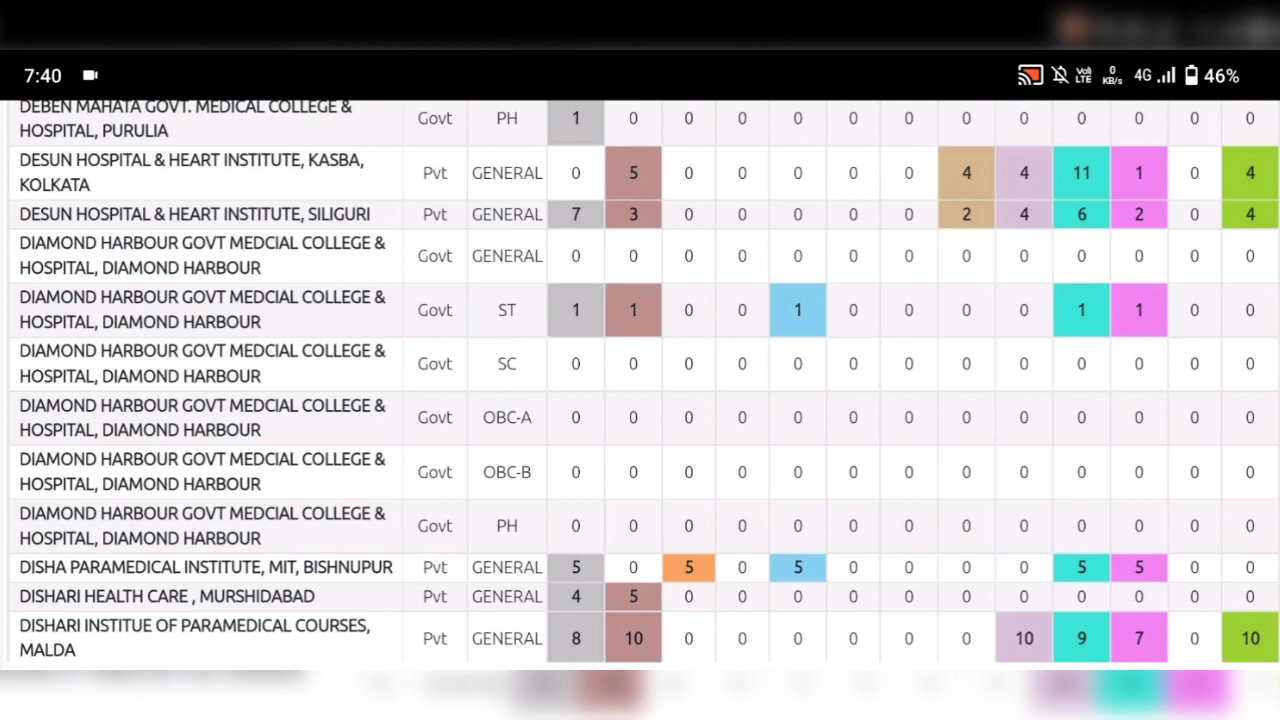 7:40 Vo) LTE 0 KB/s 4G 46%
DEBEN MAHATA GOVT. MEDICAL COLLEGE &
HOSPITAL, PURULIA Govt PH 1 0 0 0 0 0 0 0 0 0 0 0 0
DESUN HOSPITAL & HEART INSTITUTE, KASBA,
KOLKATA Pvt GENERAL 0 5 0 0 0 0 0 4 4 11 1 0 4
DESUN HOSPITAL & HEART INSTITUTE, SILIGURI Pvt GENERAL 7 3 0 0 0 0 0 2 4 6 2 0 4
DIAMOND HARBOUR GOVT MEDCIAL COLLEGE &
HOSPITAL, DIAMOND HARBOUR Govt GENERAL 0 0 0 0 0 0 0 0 0 0 0 0 0
DIAMOND HARBOUR GOVT MEDCIAL COLLEGE &
HOSPITAL, DIAMOND HARBOUR Govt ST 1 1 0 0 1 0 0 0 0 1 1 0 0
DIAMOND HARBOUR GOVT MEDCIAL COLLEGE &
HOSPITAL, DIAMOND HARBOUR Govt SC 0 0 0 0 0 0 0 0 0 0 0 0 0
DIAMOND HARBOUR GOVT MEDCIAL COLLEGE &
HOSPITAL, DIAMOND HARBOUR Govt OBC-A 0 0 0 0 0 0 0 0 0 0 0 0 0
DIAMOND HARBOUR GOVT MEDCIAL COLLEGE &
HOSPITAL, DIAMOND HARBOUR Govt OBC-B 0 0 0 0 0 0 0 0 0 0 0 0 0
DIAMOND HARBOUR GOVT MEDCIAL COLLEGE &
HOSPITAL, DIAMOND HARBOUR Govt PH 0 0 0 0 0 0 0 0 0 0 0 0 0
DISHA PARAMEDICAL INSTITUTE, MIT, BISHNUPUR Pvt GENERAL 5 0 5 0 5 0 0 0 0 5 5 0 0
DISHARI HEALTH CARE , MURSHIDABAD Pvt GENERAL 4 5 0 0 0 0 0 0 0 0 0 0 0
DISHARI INSTITUE OF PARAMEDICAL COURSES,
MALDA Pvt GENERAL 8 10 0 0 0 0 0 0 10 9 7 0 10